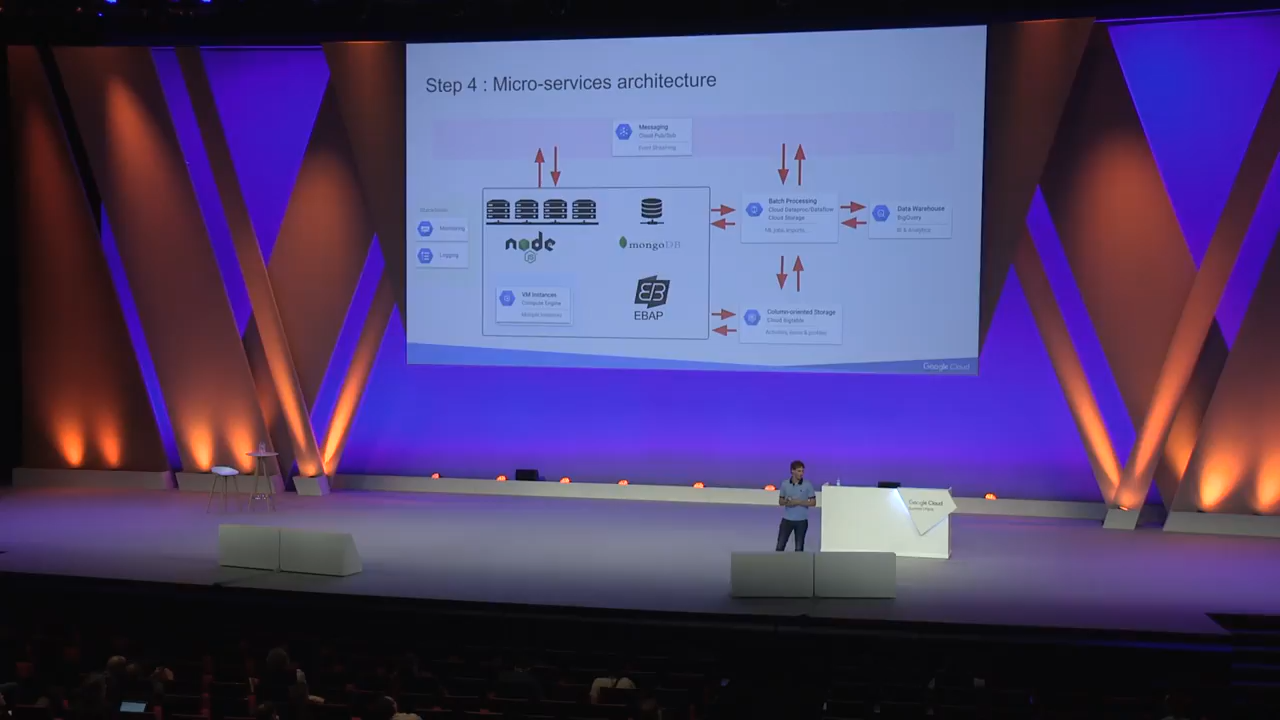 Step 4 : Micro-services architecture
Messaging
Cloud Pub/Sub
Event Streaming
Stackdriver
Monitoring
Logging
node
JS
mongoDB
VM Instances
Compute Engine
Multiple Instances
EBAP
Batch Processing
Cloud Dataproc/Dataflow
Cloud Storage
Data Warehouse
BigQuery
BI & Analytics
Column-oriented Storage
Cloud Bigtable
Google Cloud
Google Cloud